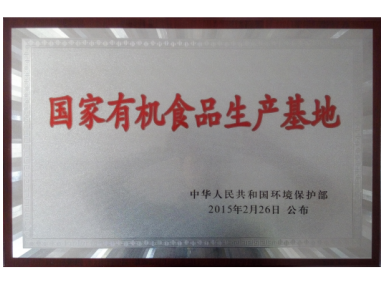 国家有机食品生产基地
中华人民共和国环境保护部
2015年2月26日 公布